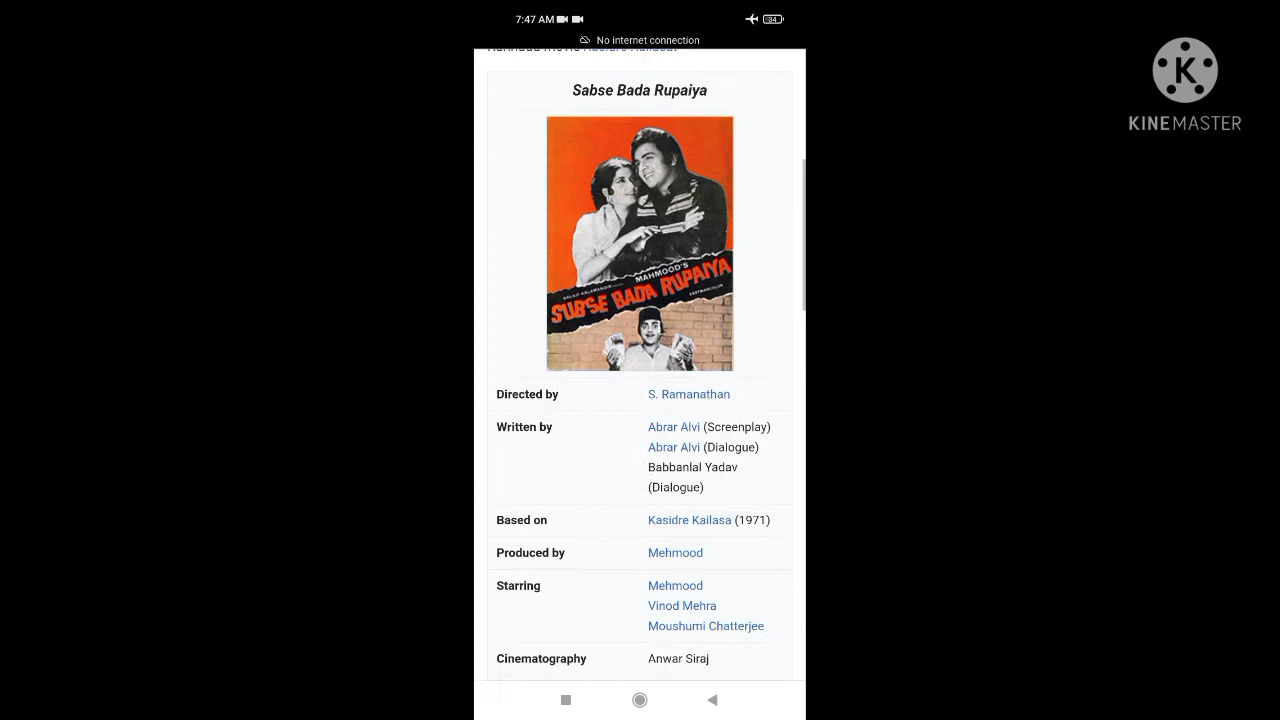 7:47 AM
34
No internet connection
KINEMASTER
Sabse Bada Rupaiya
MAHMOOD'S
SUBSE BADA RUPAIYA
EASTMANCOLOR
Directed by S. Ramanathan
Written by Abrar Alvi (Screenplay)
Abrar Alvi (Dialogue)
Babbanlal Yadav
(Dialogue)
Based on Kasidre Kailasa (1971)
Produced by Mehmood
Starring Mehmood
Vinod Mehra
Moushumi Chatterjee
Cinematography Anwar Siraj